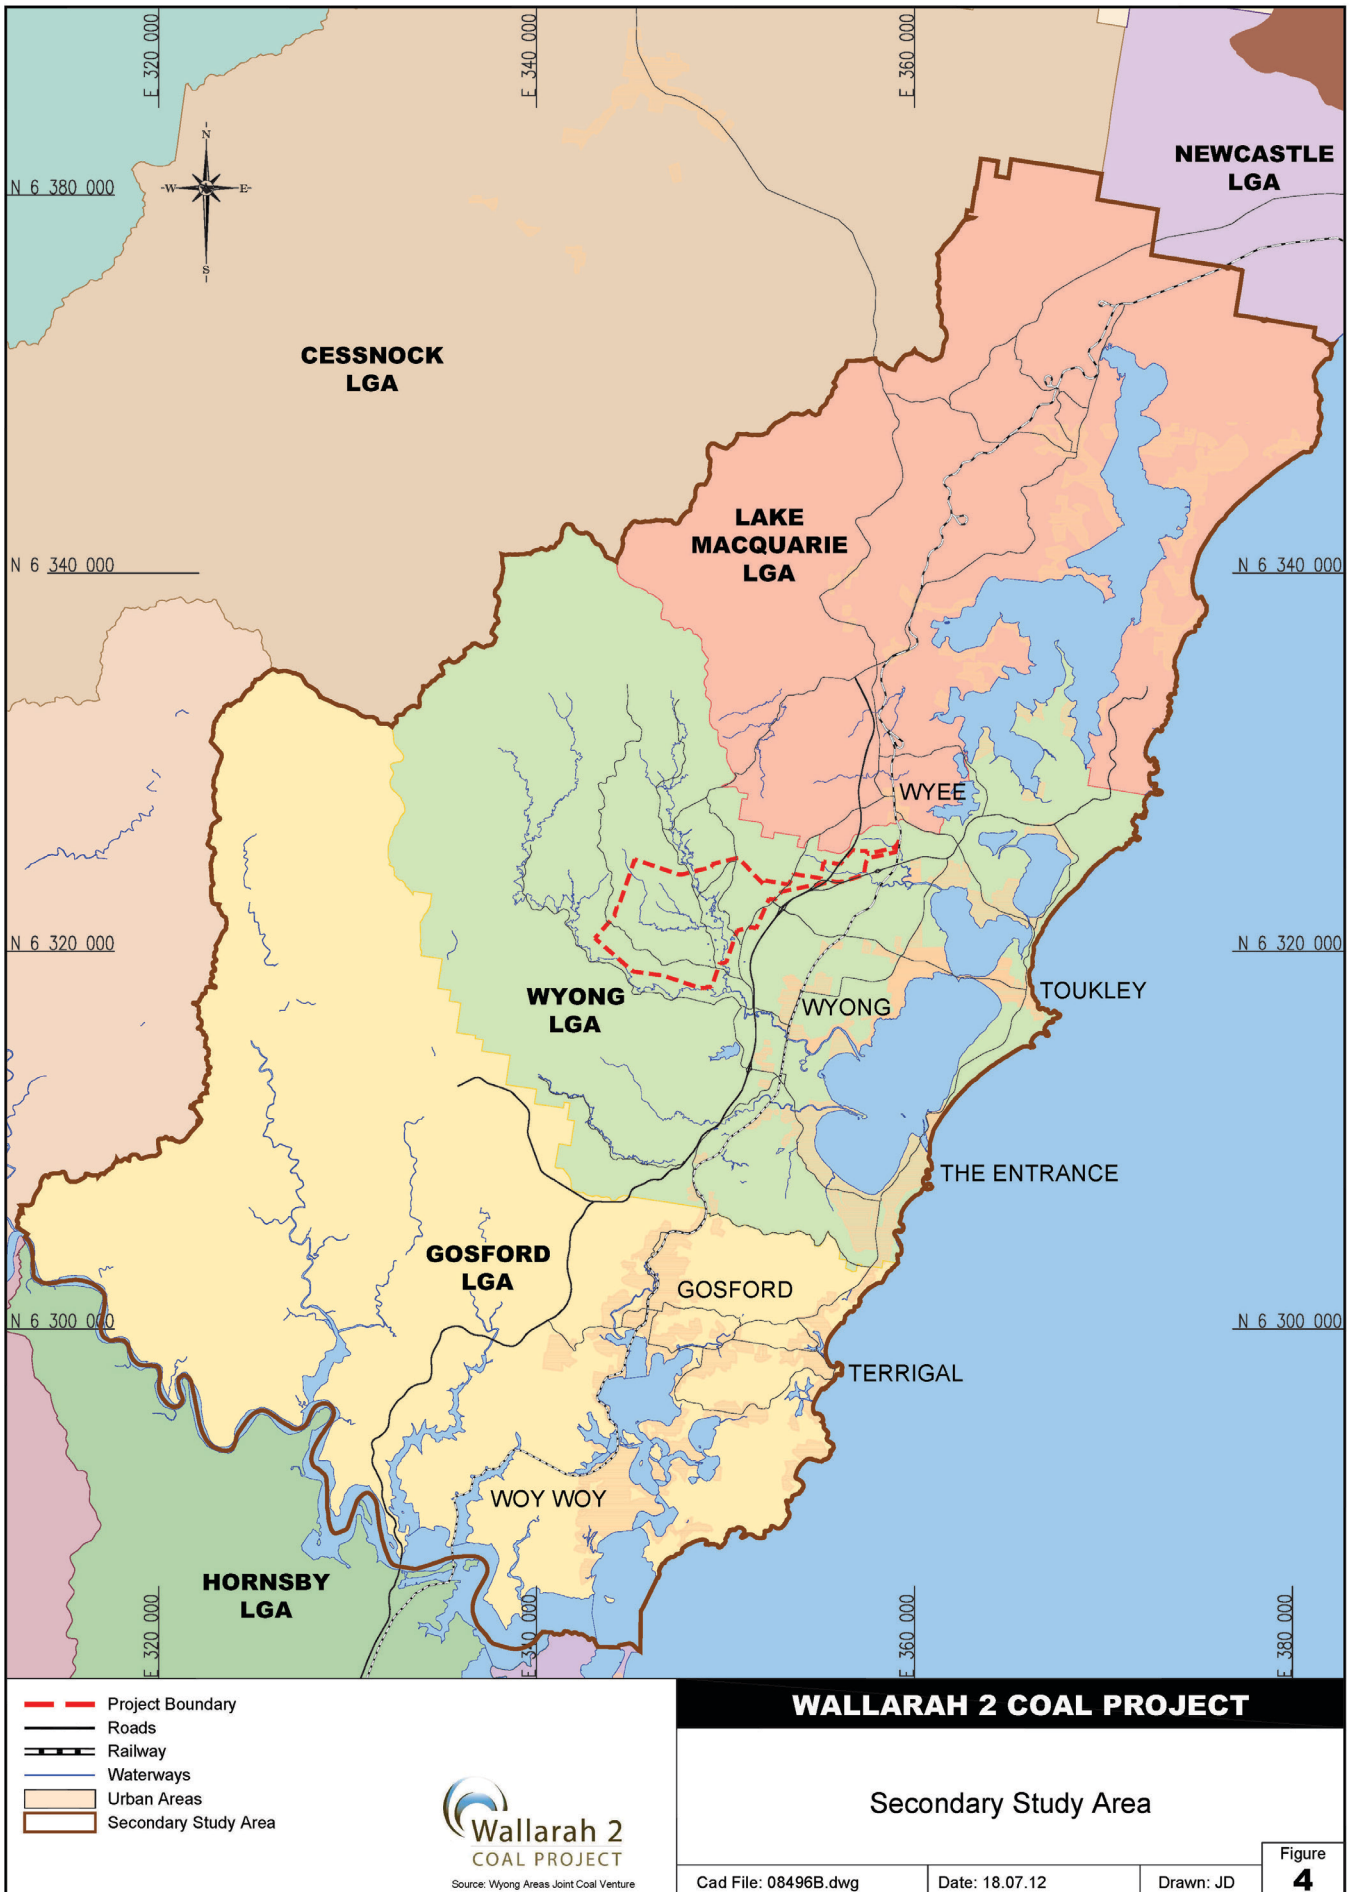 E 320 000
E 340 000
E 360 000
N
W
E
S
N 6 380 000
NEWCASTLE
LGA
CESSNOCK
LGA
LAKE
MACQUARIE
LGA
N 6 340 000
N 6 340 000
WYEE
N 6 320 000
N 6 320 000
WYONG
LGA
WYONG
TOUKLEY
THE ENTRANCE
GOSFORD
LGA
GOSFORD
N 6 300 000
N 6 300 000
TERRIGAL
WOY WOY
HORNSBY
LGA
E 320 000
E 340 000
E 360 000
E 380 000
Project Boundary
Roads
Railway
Waterways
Urban Areas
Secondary Study Area
Wallarah 2
COAL PROJECT
Source: Wyong Areas Joint Coal Venture
WALLARAH 2 COAL PROJECT
Secondary Study Area
Cad File: 08496B.dwg
Date: 18.07.12
Drawn: JD
Figure
4